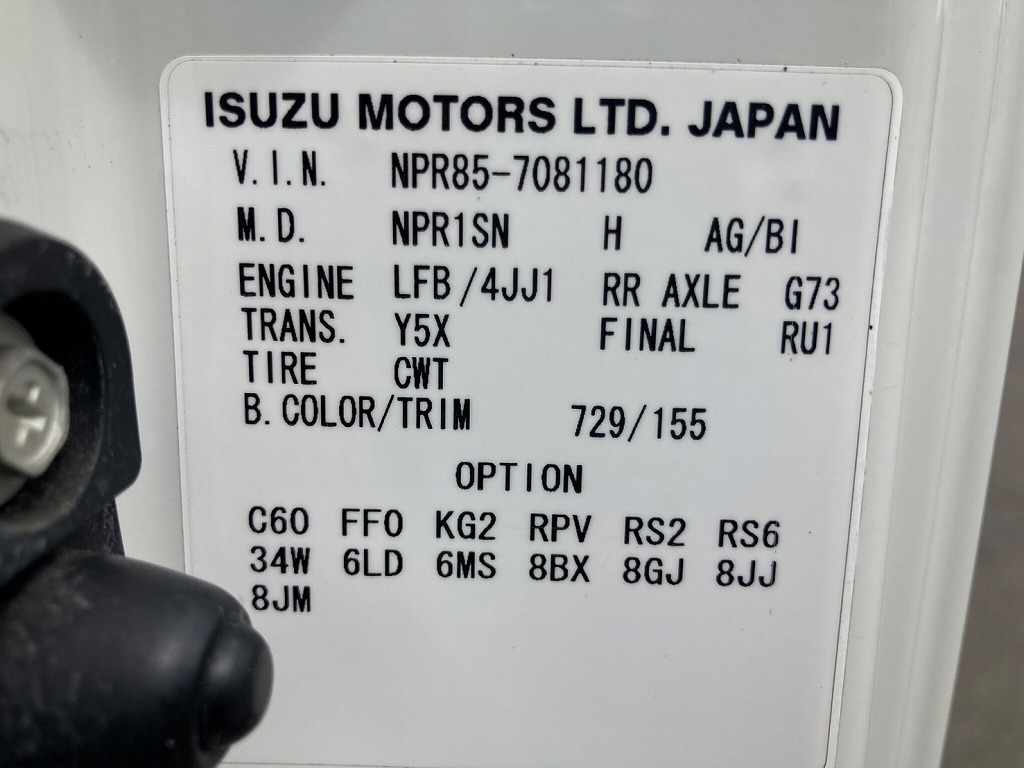 ISUZU MOTORS LTD. JAPAN
V.I.N. NPR85-7081180
M.D. NPR1SN H AG/BI
ENGINE LFB/4JJ1 RR AXLE G73
TRANS. Y5X FINAL RU1
TIRE CWT
B.COLOR/TRIM 729/155
OPTION
C60 FF0 KG2 RPV RS2 RS6
34W 6LD 6MS 8BX 8GJ 8JJ
8JM